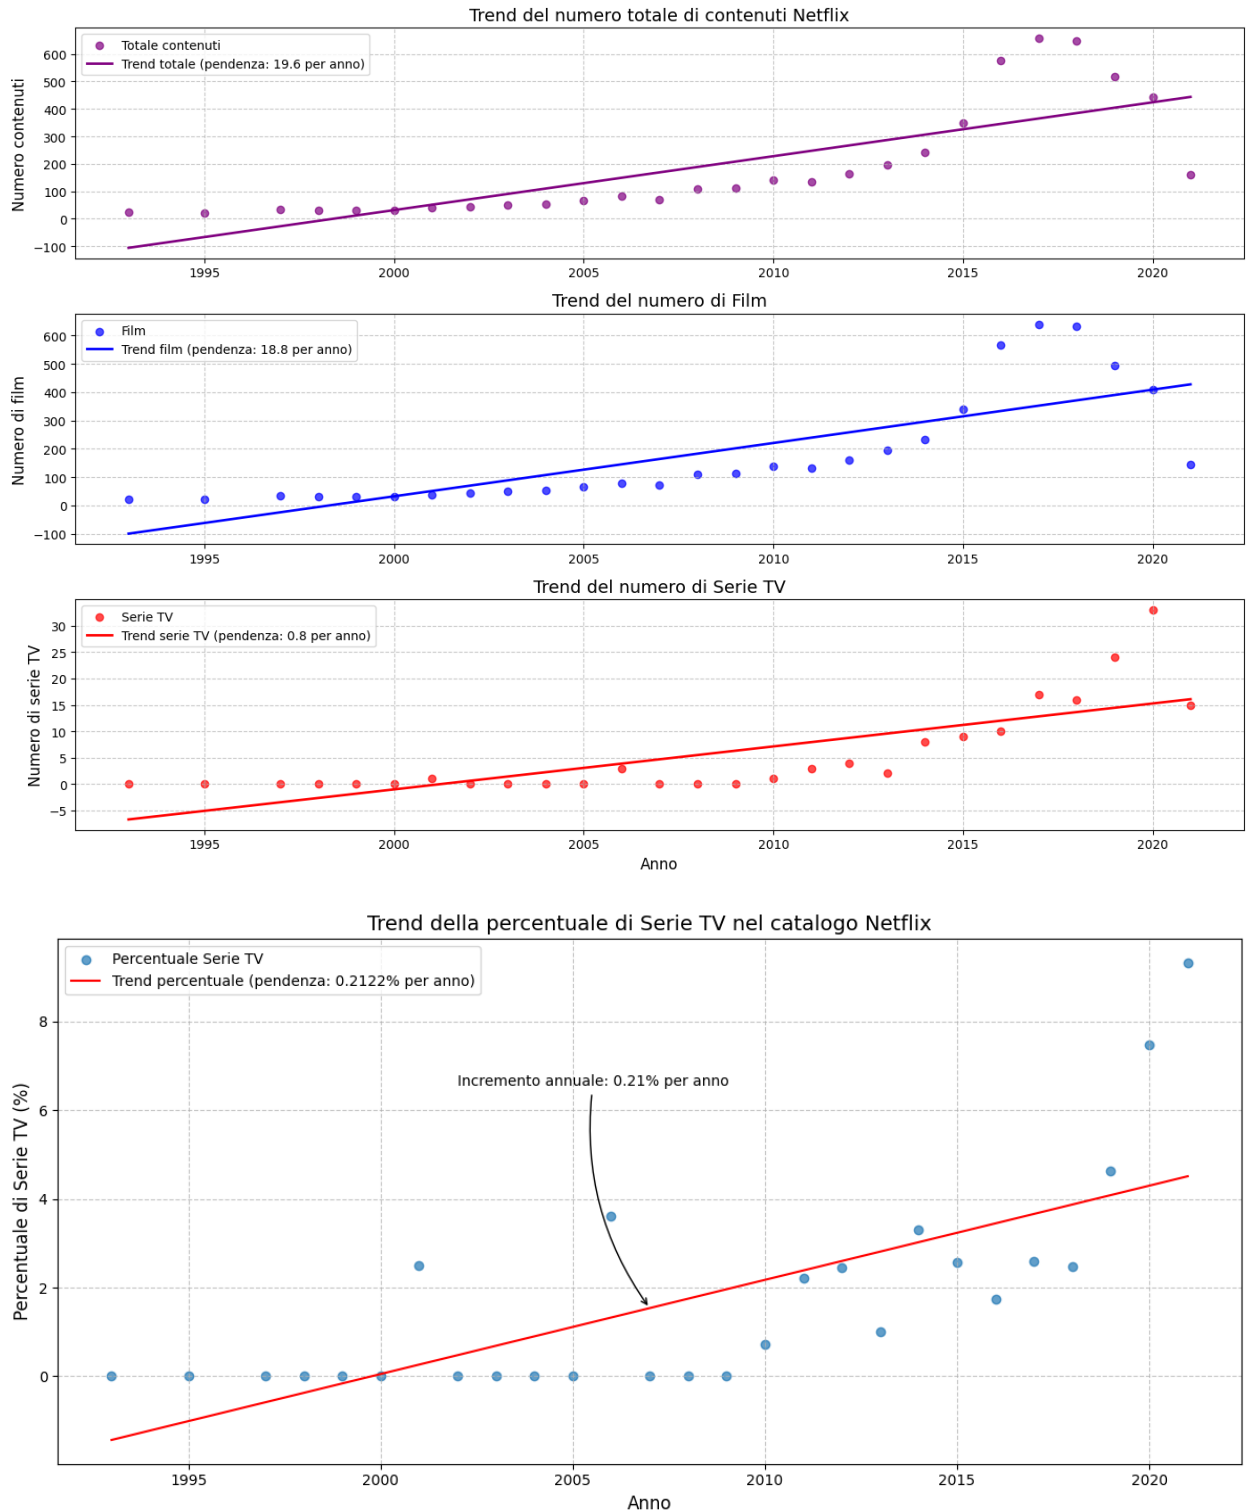 Trend del numero totale di contenuti Netflix
Totale contenuti
Trend totale (pendenza: 19.6 per anno)
Numero contenuti
600
500
400
300
200
100
0
−100
1995 2000 2005 2010 2015 2020
Trend del numero di Film
Film
Trend film (pendenza: 18.8 per anno)
Numero di film
600
500
400
300
200
100
0
−100
1995 2000 2005 2010 2015 2020
Trend del numero di Serie TV
Serie TV
Trend serie TV (pendenza: 0.8 per anno)
Numero di serie TV
30
25
20
15
10
5
0
−5
1995 2000 2005 2010 2015 2020
Anno
Trend della percentuale di Serie TV nel catalogo Netflix
Percentuale Serie TV
Trend percentuale (pendenza: 0.2122% per anno)
Incremento annuale: 0.21% per anno
Percentuale di Serie TV (%)
8
6
4
2
0
1995 2000 2005 2010 2015 2020
Anno